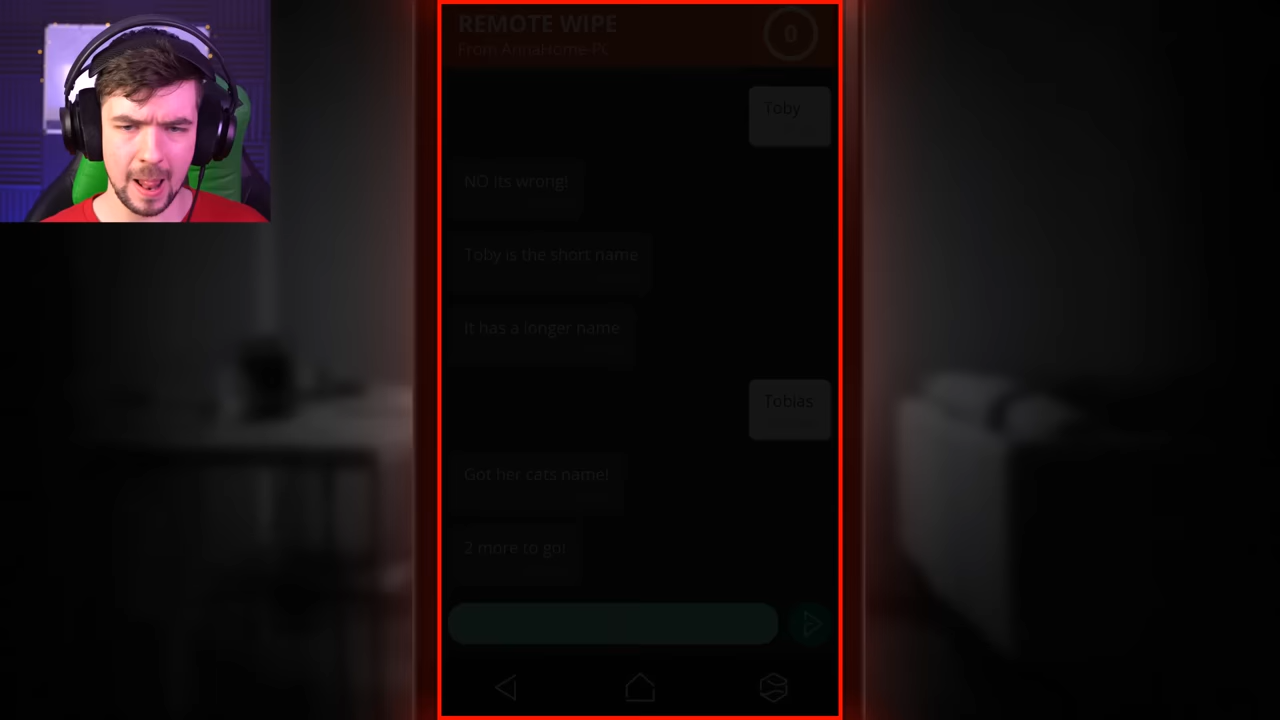 REMOTE WIPE
From AnnaHome-PC
0
Toby
NO its wrong!
Toby is the short name
it has a longer name
Tobias
Got her cats name!
2 more to go!